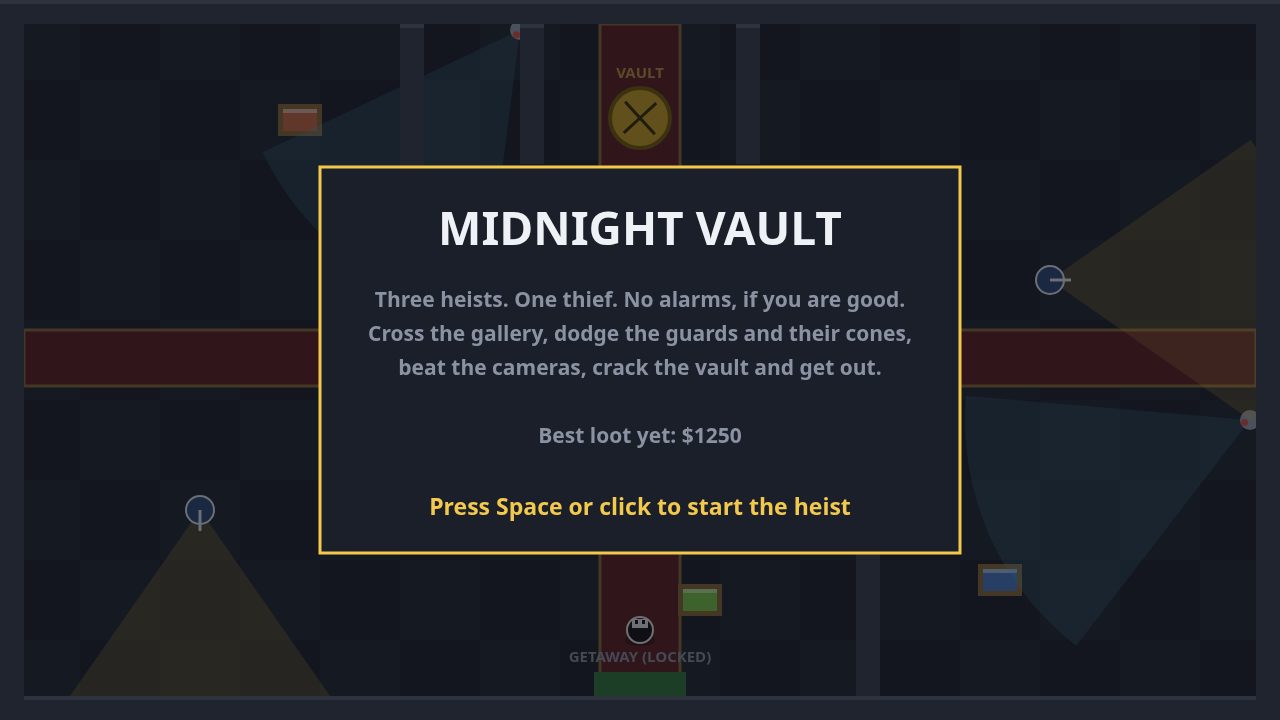 VAULT
MIDNIGHT VAULT
Three heists. One thief. No alarms, if you are good.
Cross the gallery, dodge the guards and their cones,
beat the cameras, crack the vault and get out.
Best loot yet: $1250
Press Space or click to start the heist
GETAWAY (LOCKED)